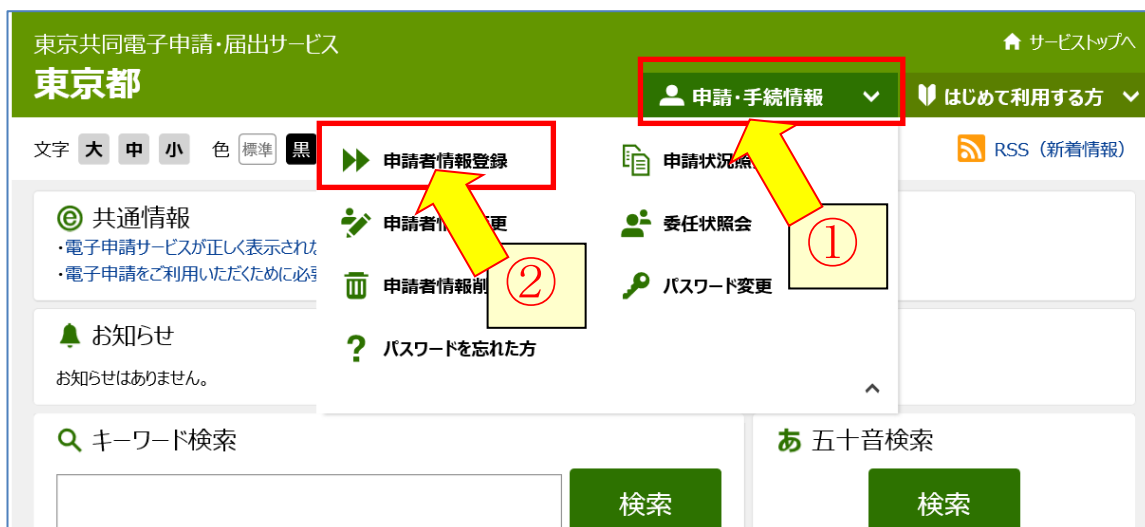 東京共同電子申請・届出サービス
サービストップへ
東京都
申請・手続情報
はじめて利用する方
文字 大 中 小 色 標準 黒
RSS（新着情報）
申請者情報登録
申請状況照
申請者情 更
委任状照会
申請者情報削
パスワード変更
パスワードを忘れた方
①
②
共通情報
・電子申請サービスが正しく表示された
・電子申請をご利用いただくために必要
お知らせ
お知らせはありません。
キーワード検索
検索
あ 五十音検索
検索